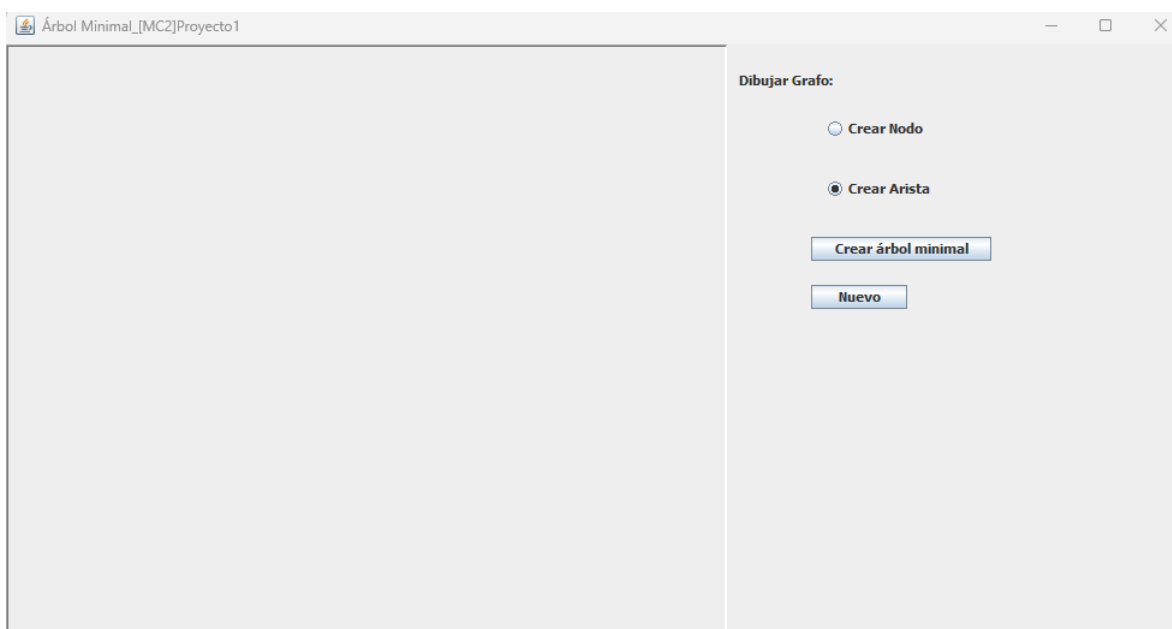 Árbol Minimal_[MC2]Proyecto1
Dibujar Grafo:
Crear Nodo
Crear Arista
Crear árbol minimal
Nuevo